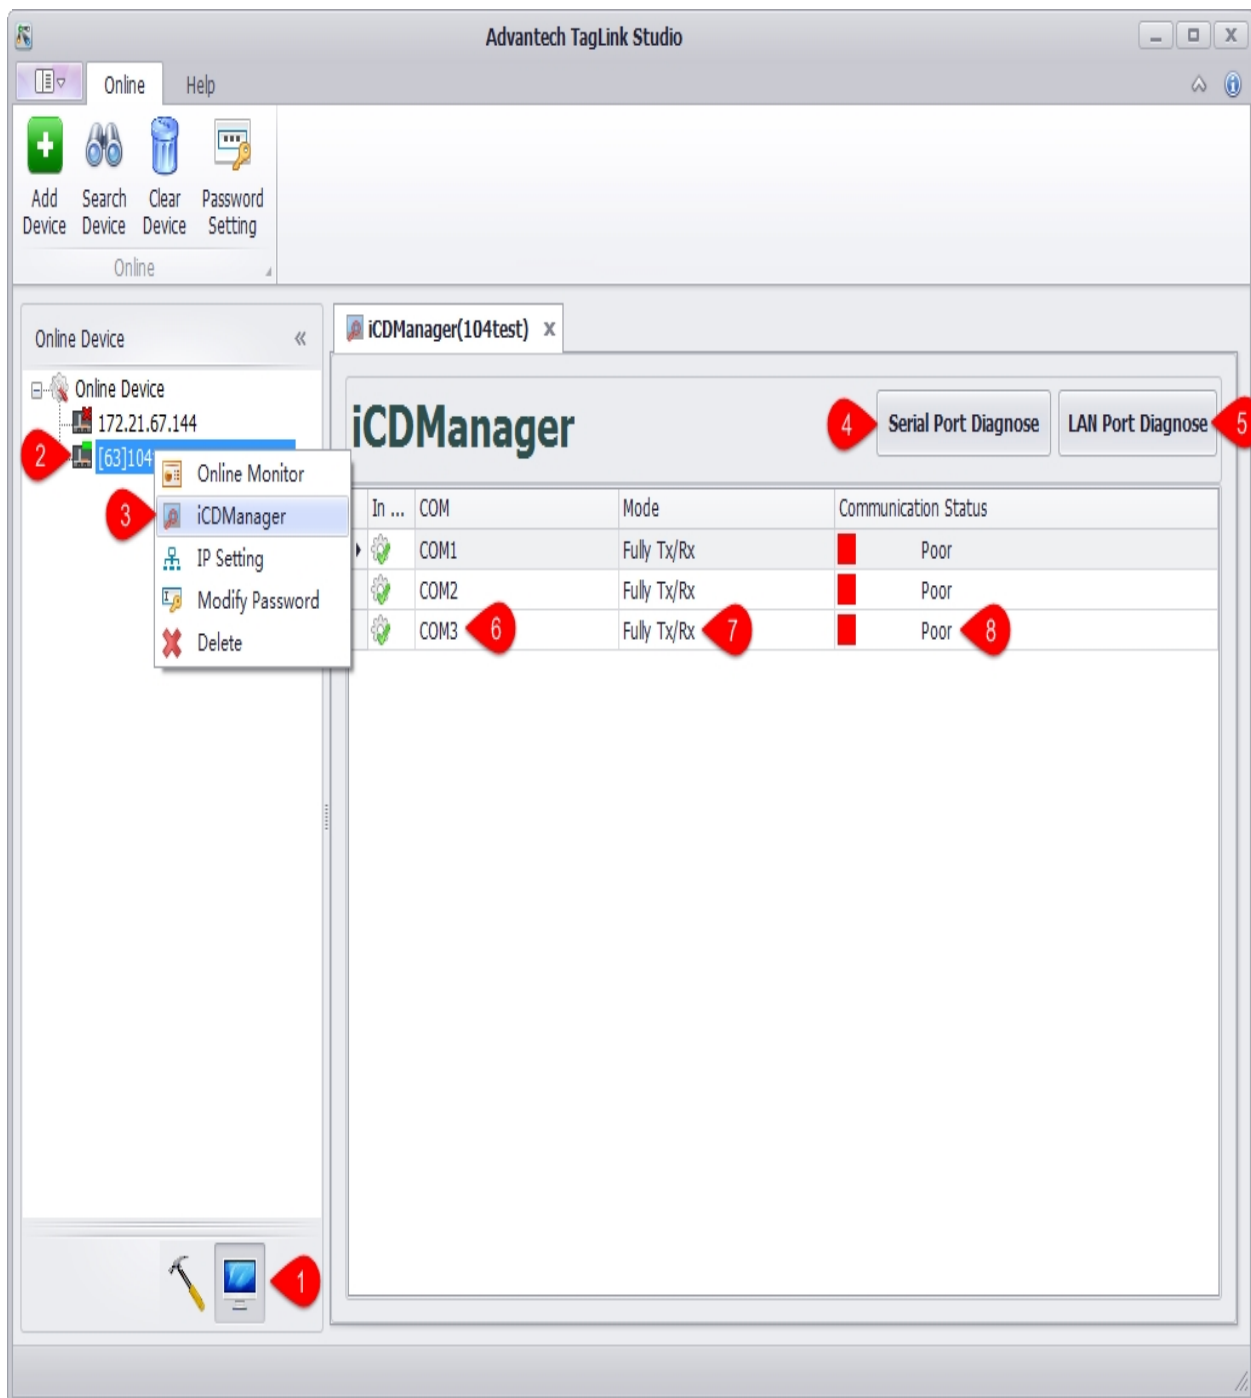 Advantech TagLink Studio
Online Help
Add Device
Search Device
Clear Device
Password Setting
Online
Online Device
Online Device
172.21.67.144
2
[63]104
Online Monitor
3
iCDManager
IP Setting
Modify Password
Delete
1
iCDManager(104test) x
iCDManager
4
Serial Port Diagnose
LAN Port Diagnose
5
In ... COM Mode Communication Status
COM1 Fully Tx/Rx Poor
COM2 Fully Tx/Rx Poor
COM3 6 Fully Tx/Rx 7 Poor 8